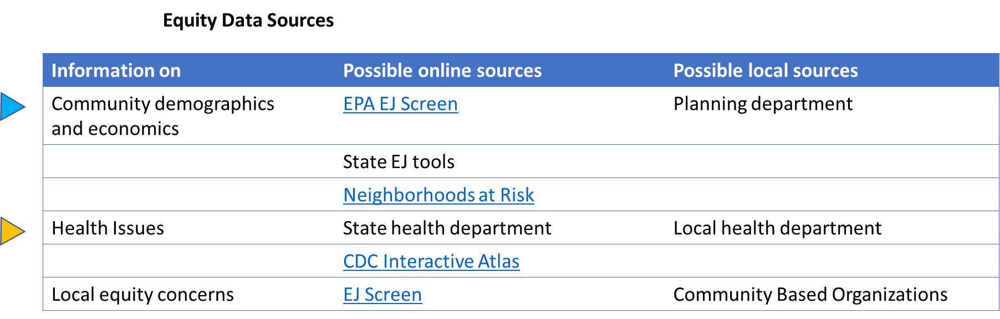 Equity Data Sources
Information on Possible online sources Possible local sources
Community demographics EPA EJ Screen Planning department
and economics
State EJ tools
Neighborhoods at Risk
Health Issues State health department Local health department
CDC Interactive Atlas
Local equity concerns EJ Screen Community Based Organizations